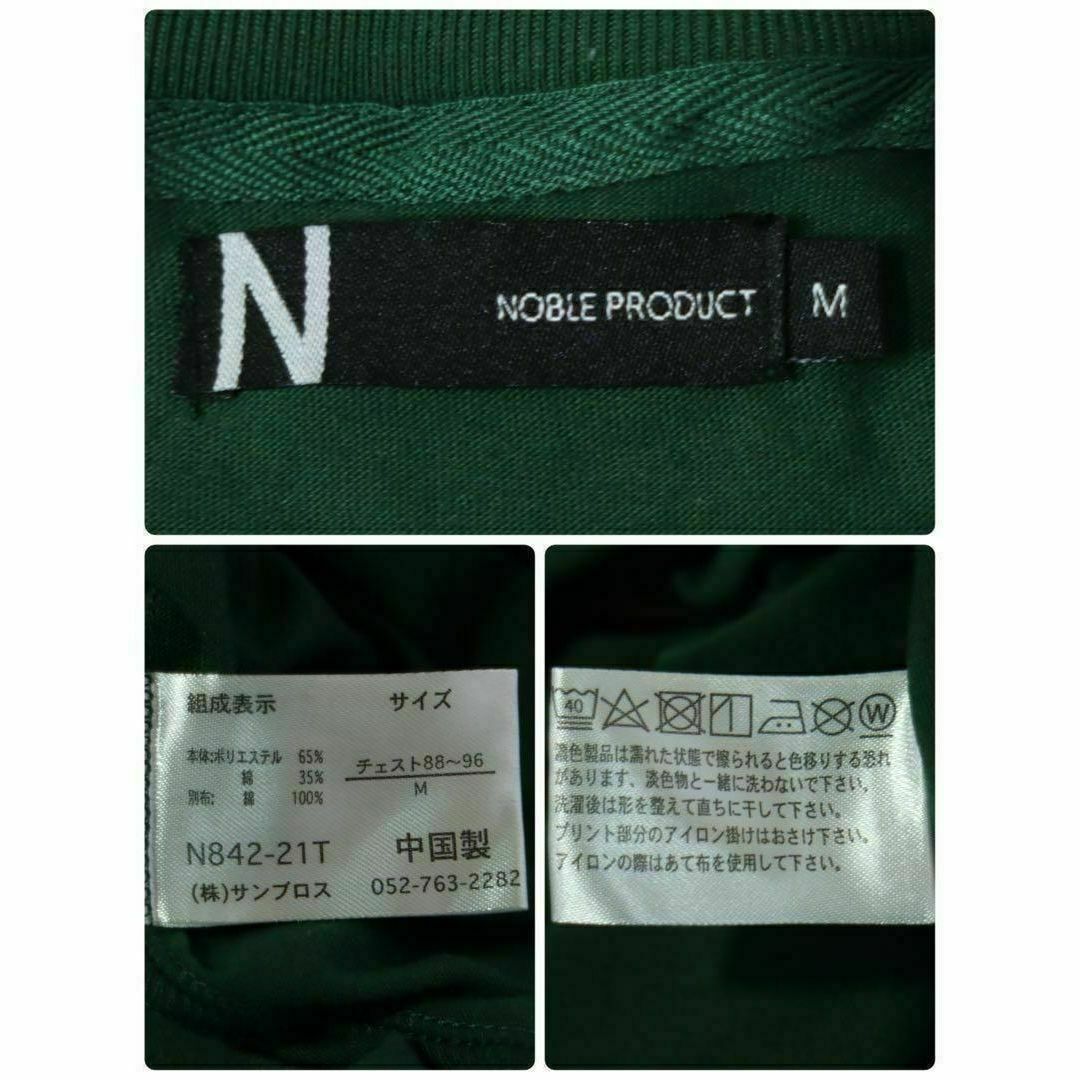 N
NOBLE PRODUCT
M
組成表示 サイズ
本体:ポリエステル 65%
綿 35%
別布: 綿 100%
チェスト88～96
M
N842-21T 中国製
(株)サンブロス 052-763-2282
40 W
濃色製品は濡れた状態で擦られると色移りする恐れ
があります、淡色物と一緒に洗わないで下さい。
洗濯後は形を整えて直ちに干して下さい。
プリント部分のアイロン掛けはおさけ下さい。
アイロンの際はあて布を使用して下さい。